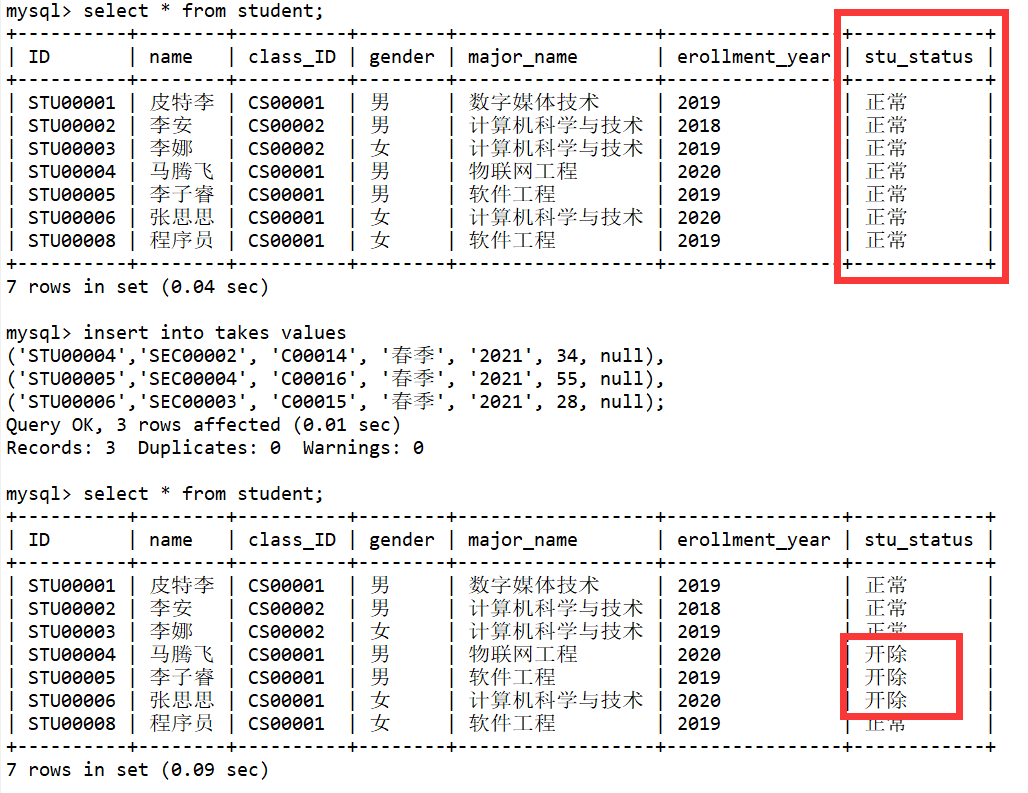 mysql> select * from student;
+----------+--------+----------+--------+------------------+----------------+------------+
| ID | name | class_ID | gender | major_name | erollment_year | stu_status |
+----------+--------+----------+--------+------------------+----------------+------------+
| STU00001 | 皮特李 | CS00001 | 男 | 数字媒体技术 | 2019 | 正常 |
| STU00002 | 李安 | CS00002 | 男 | 计算机科学与技术 | 2018 | 正常 |
| STU00003 | 李娜 | CS00002 | 女 | 计算机科学与技术 | 2019 | 正常 |
| STU00004 | 马腾飞 | CS00001 | 男 | 物联网工程 | 2020 | 正常 |
| STU00005 | 李子睿 | CS00001 | 男 | 软件工程 | 2019 | 正常 |
| STU00006 | 张思思 | CS00001 | 女 | 计算机科学与技术 | 2020 | 正常 |
| STU00008 | 程序员 | CS00001 | 女 | 软件工程 | 2019 | 正常 |
+----------+--------+----------+--------+------------------+----------------+------------+
7 rows in set (0.04 sec)
mysql> insert into takes values
('STU00004','SEC00002', 'C00014', '春季', '2021', 34, null),
('STU00005','SEC00004', 'C00016', '春季', '2021', 55, null),
('STU00006','SEC00003', 'C00015', '春季', '2021', 28, null);
Query OK, 3 rows affected (0.01 sec)
Records: 3  Duplicates: 0  Warnings: 0
mysql> select * from student;
+----------+--------+----------+--------+------------------+----------------+------------+
| ID | name | class_ID | gender | major_name | erollment_year | stu_status |
+----------+--------+----------+--------+------------------+----------------+------------+
| STU00001 | 皮特李 | CS00001 | 男 | 数字媒体技术 | 2019 | 正常 |
| STU00002 | 李安 | CS00002 | 男 | 计算机科学与技术 | 2018 | 正常 |
| STU00003 | 李娜 | CS00002 | 女 | 计算机科学与技术 | 2019 | 正常 |
| STU00004 | 马腾飞 | CS00001 | 男 | 物联网工程 | 2020 | 开除 |
| STU00005 | 李子睿 | CS00001 | 男 | 软件工程 | 2019 | 开除 |
| STU00006 | 张思思 | CS00001 | 女 | 计算机科学与技术 | 2020 | 开除 |
| STU00008 | 程序员 | CS00001 | 女 | 软件工程 | 2019 | 正常 |
+----------+--------+----------+--------+------------------+----------------+------------+
7 rows in set (0.09 sec)